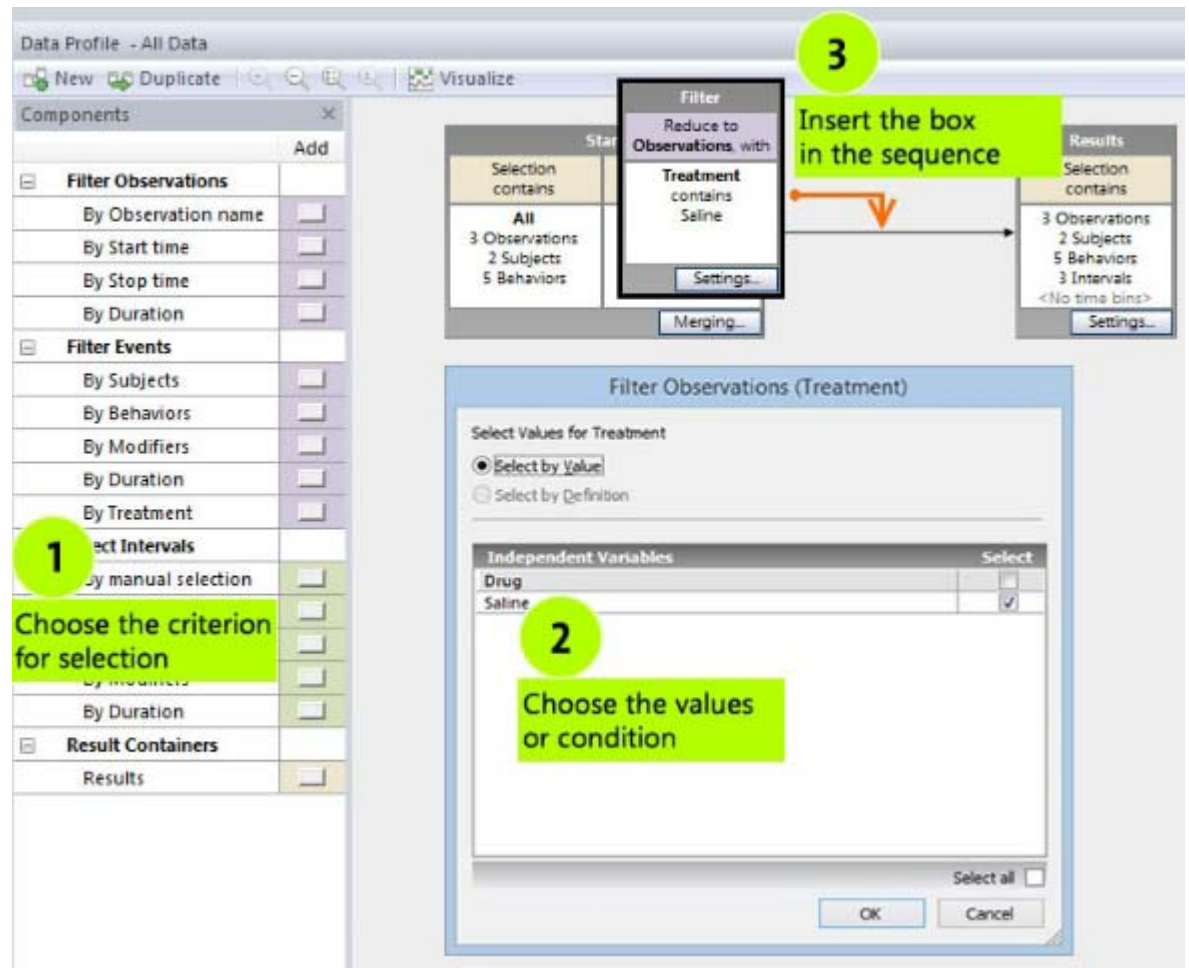 Data Profile - All Data
New Duplicate Visualize
Components
Add
Filter Observations
By Observation name
By Start time
By Stop time
By Duration
Filter Events
By Subjects
By Behaviors
By Modifiers
By Duration
By Treatment
ect Intervals
By manual selection
By Duration
Result Containers
Results
1
Choose the criterion
for selection
Selection
contains
All
3 Observations
2 Subjects
5 Behaviors
Merging...
Filter
Reduce to
Observations, with
Treatment
contains
Saline
Settings...
3
Insert the box
in the sequence
Results
Selection
contains
3 Observations
2 Subjects
5 Behaviors
3 Intervals
<No time bins>
Settings...
Filter Observations (Treatment)
Select Values for Treatment
Select by Value
Select by Definition
Independent Variables Select
Drug
Saline
2
Choose the values
or condition
Select all
OK Cancel